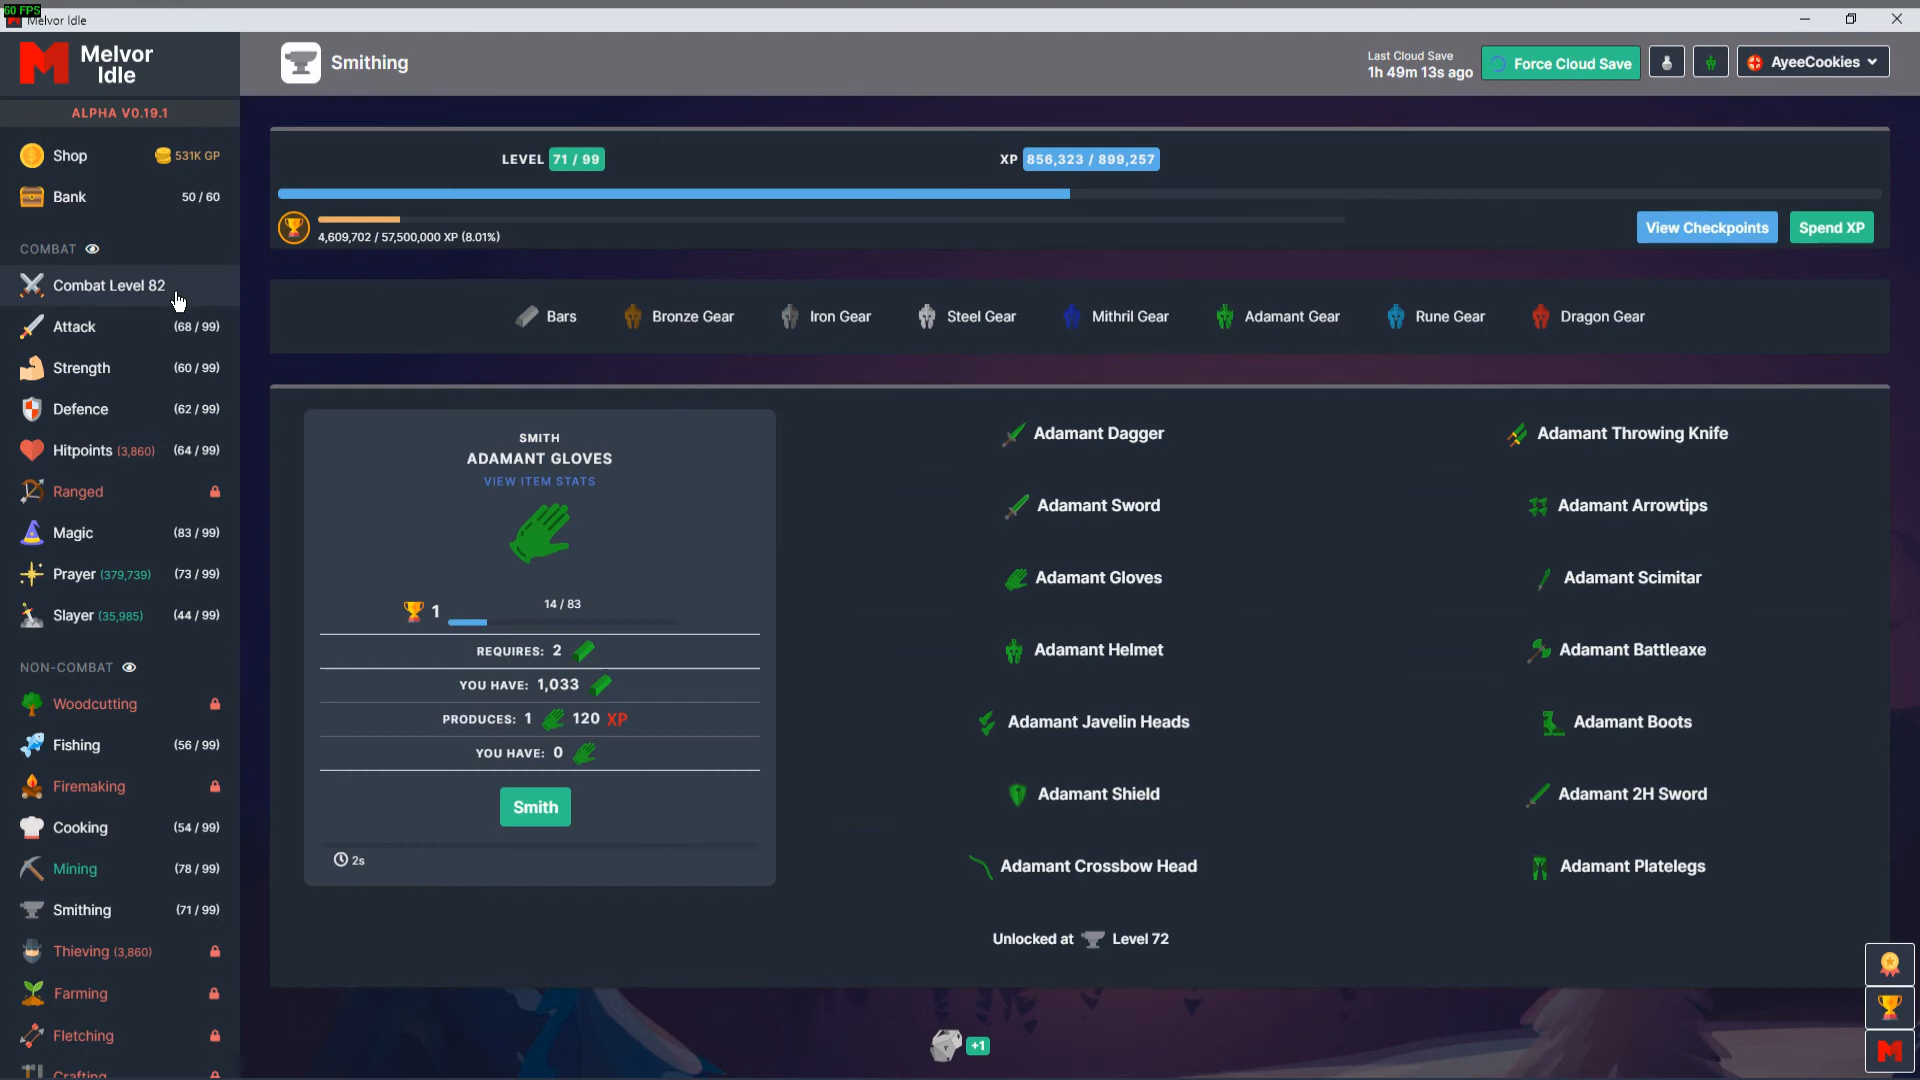 60 FPS
Melvor Idle
Melvor
Idle
Smithing
Last Cloud Save
1h 49m 13s ago
Force Cloud Save
AyeeCookies
ALPHA V0.19.1
Shop 531K GP
Bank 50 / 60
COMBAT
Combat Level 82
Attack (68 / 99)
Strength (60 / 99)
Defence (62 / 99)
Hitpoints (3,860) (64 / 99)
Ranged
Magic (83 / 99)
Prayer (379,739) (73 / 99)
Slayer (35,985) (44 / 99)
NON-COMBAT
Woodcutting
Fishing (56 / 99)
Firemaking
Cooking (54 / 99)
Mining (78 / 99)
Smithing (71 / 99)
Thieving (3,860)
Farming
Fletching
Crafting
LEVEL 71 / 99
XP 856,323 / 899,257
4,609,702 / 57,500,000 XP (8.01%)
View Checkpoints
Spend XP
Bars
Bronze Gear
Iron Gear
Steel Gear
Mithril Gear
Adamant Gear
Rune Gear
Dragon Gear
SMITH
ADAMANT GLOVES
VIEW ITEM STATS
1
14 / 83
REQUIRES: 2
YOU HAVE: 1,033
PRODUCES: 1 120 XP
YOU HAVE: 0
Smith
2s
Adamant Dagger
Adamant Throwing Knife
Adamant Sword
Adamant Arrowtips
Adamant Gloves
Adamant Scimitar
Adamant Helmet
Adamant Battleaxe
Adamant Javelin Heads
Adamant Boots
Adamant Shield
Adamant 2H Sword
Adamant Crossbow Head
Adamant Platelegs
Unlocked at Level 72
+1